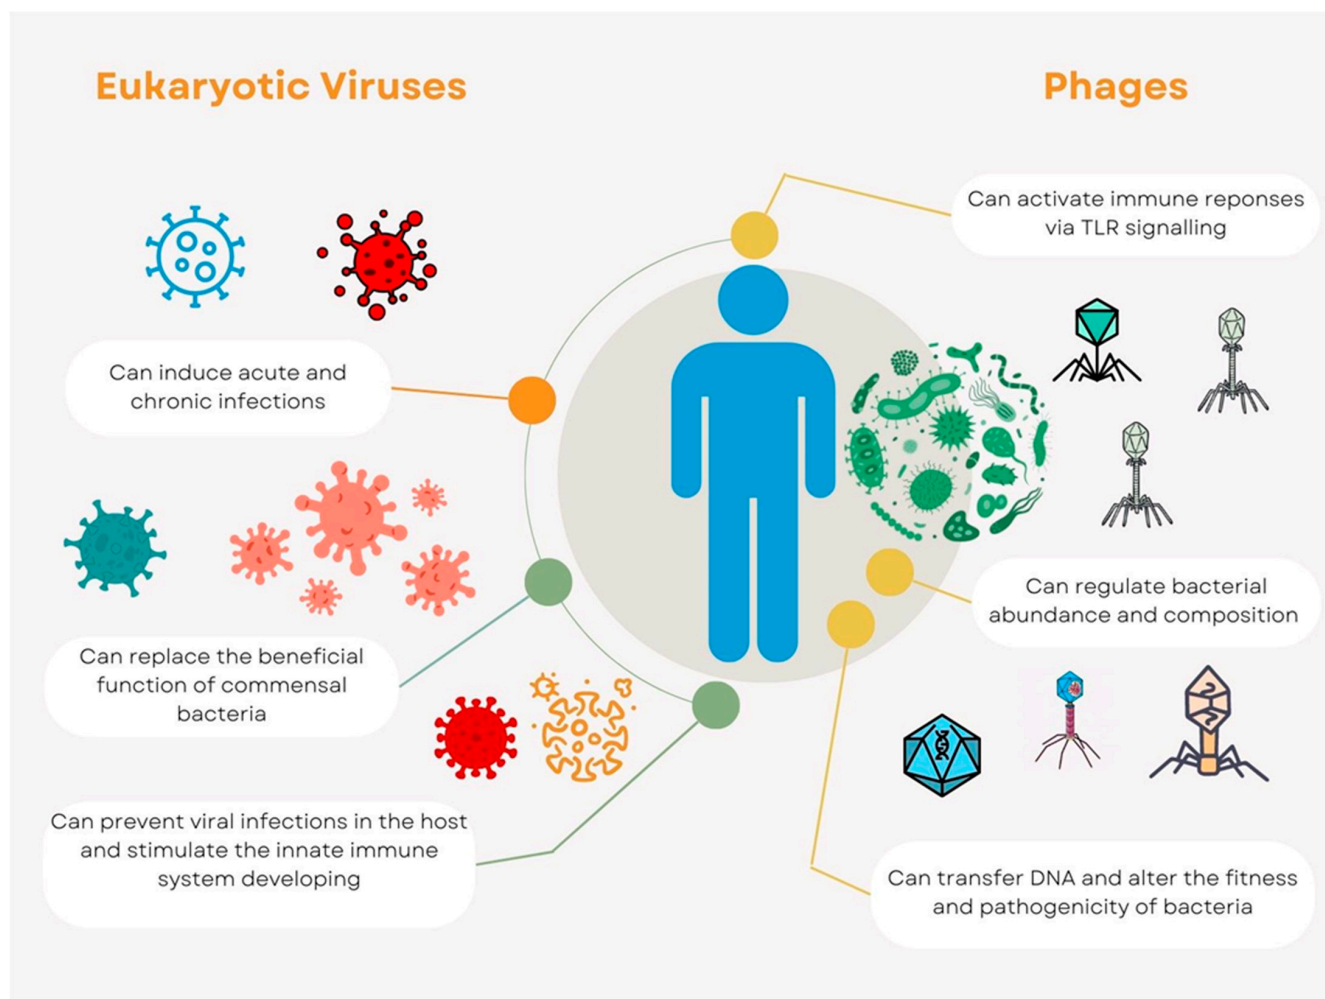 Eukaryotic Viruses
Phages
Can activate immune reponses
via TLR signalling
Can induce acute and
chronic infections
Can regulate bacterial
abundance and composition
Can replace the beneficial
function of commensal
bacteria
Can prevent viral infections in the host
and stimulate the innate immune
system developing
Can transfer DNA and alter the fitness
and pathogenicity of bacteria